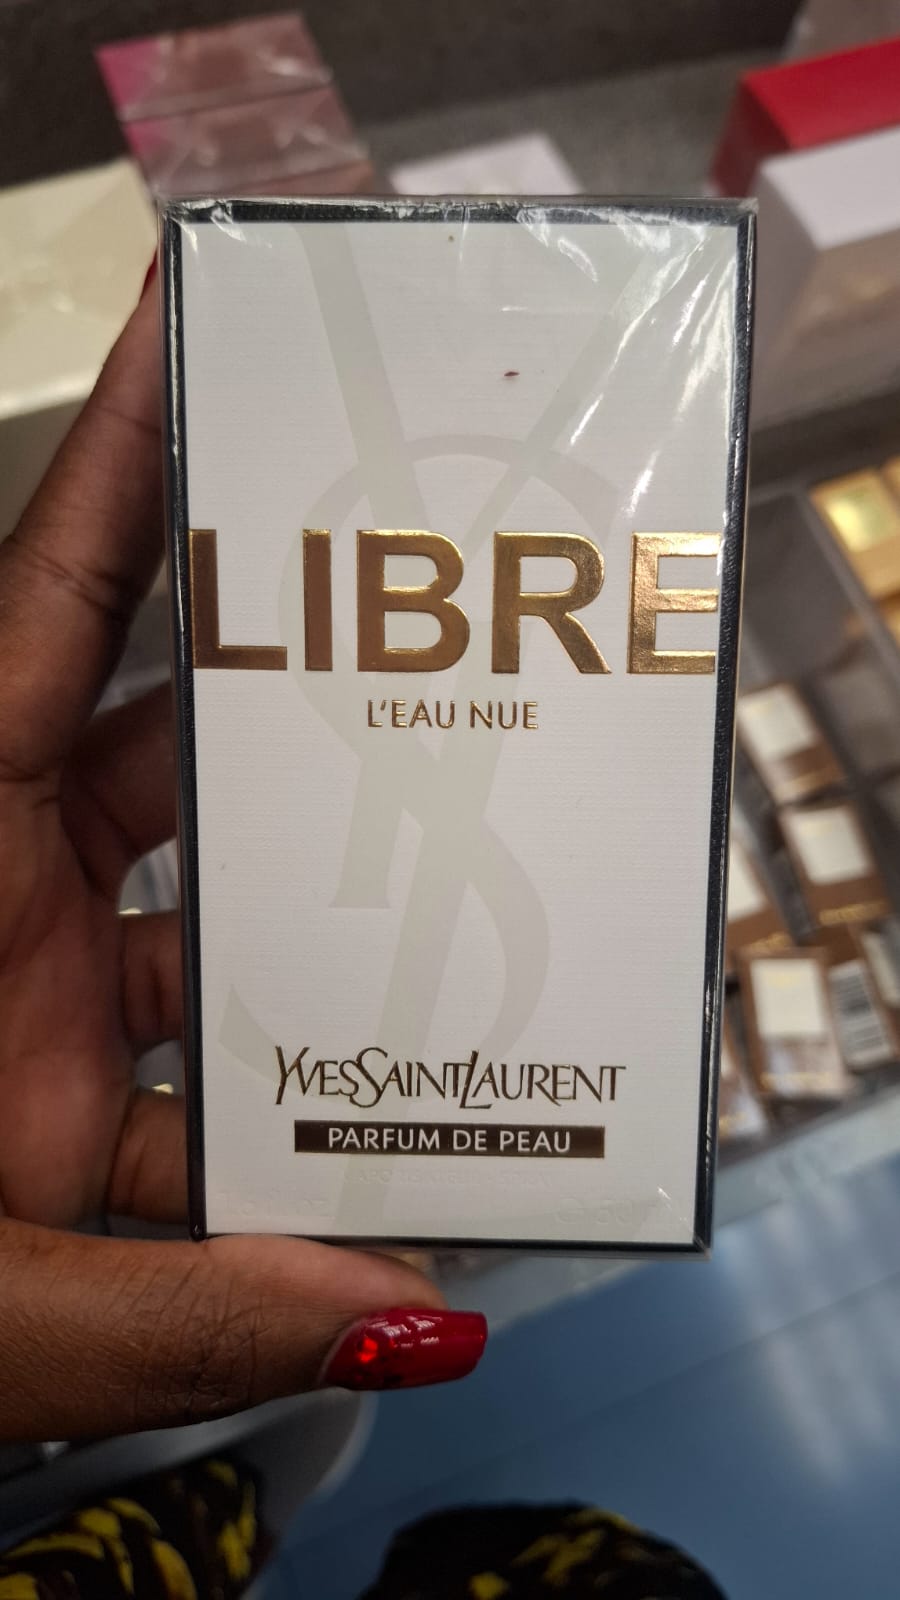 LIBRE
L'EAU NUE
YVESSAINTLAURENT
PARFUM DE PEAU